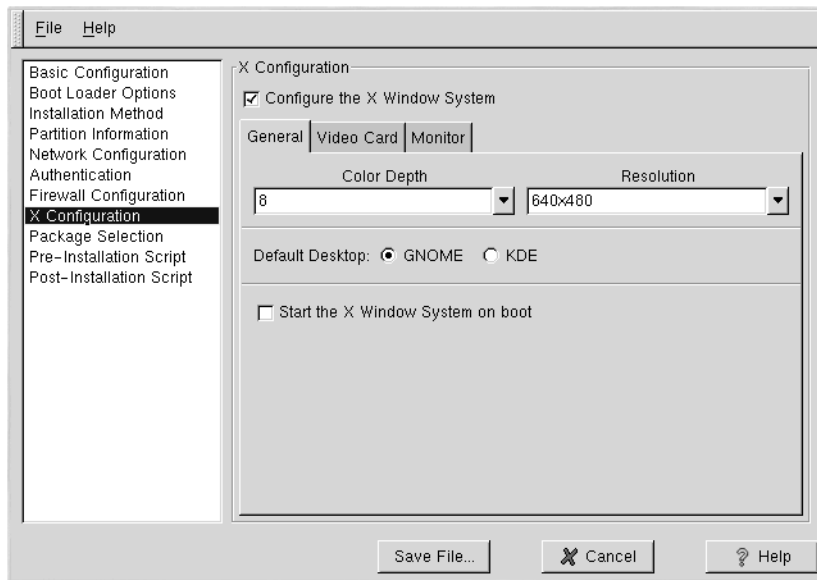 File Help
Basic Configuration
Boot Loader Options
Installation Method
Partition Information
Network Configuration
Authentication
Firewall Configuration
X Configuration
Package Selection
Pre-Installation Script
Post-Installation Script
X Configuration
Configure the X Window System
General Video Card Monitor
Color Depth Resolution
8 640x480
Default Desktop: GNOME KDE
Start the X Window System on boot
Save File... Cancel Help